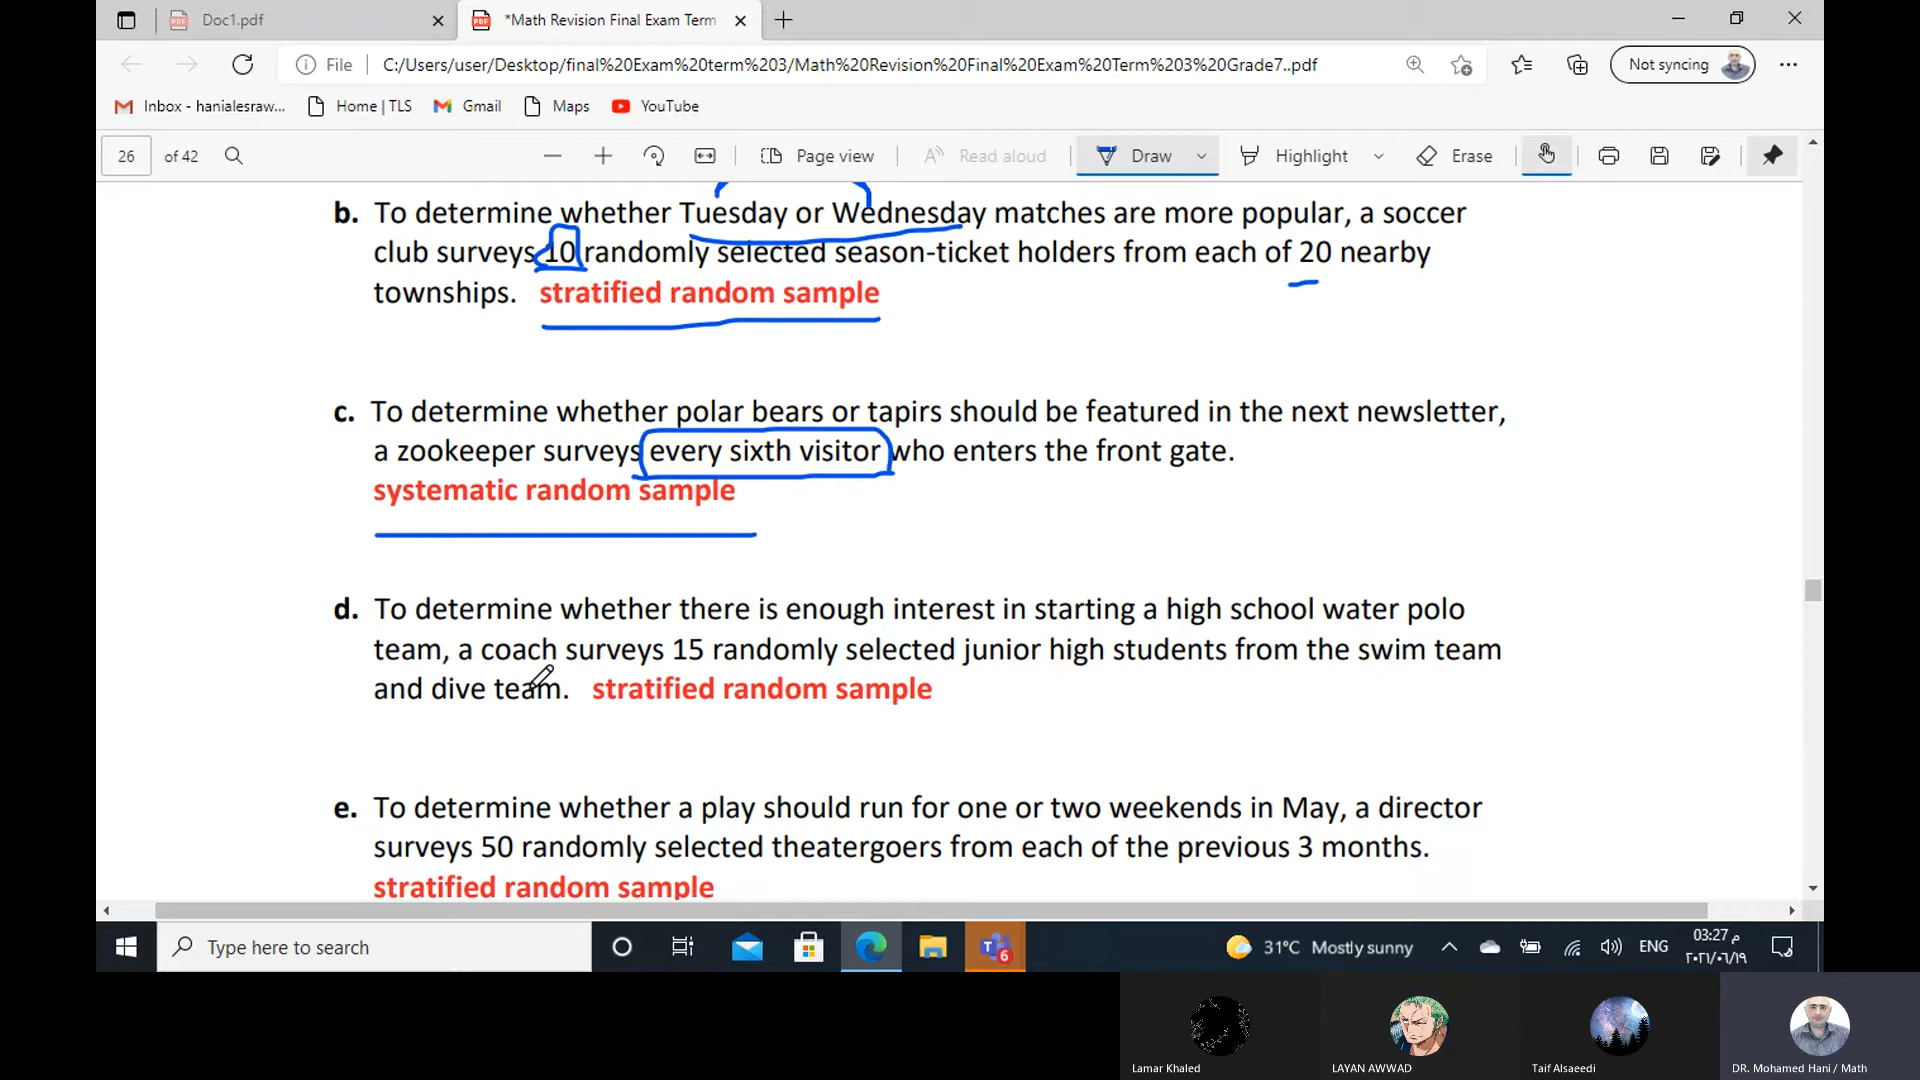 Doc1.pdf
*Math Revision Final Exam Term
File
C:/Users/user/Desktop/final%20Exam%20term%203/Math%20Revision%20Final%20Exam%20Term%203%20Grade7..pdf
Not syncing
Inbox - hanialesraw...
Home | TLS
Gmail
Maps
YouTube
26 of 42
Page view
Read aloud
Draw
Highlight
Erase
b. To determine whether Tuesday or Wednesday matches are more popular, a soccer
club surveys 10 randomly selected season-ticket holders from each of 20 nearby
townships. stratified random sample
c. To determine whether polar bears or tapirs should be featured in the next newsletter,
a zookeeper surveys every sixth visitor who enters the front gate.
systematic random sample
d. To determine whether there is enough interest in starting a high school water polo
team, a coach surveys 15 randomly selected junior high students from the swim team
and dive team. stratified random sample
e. To determine whether a play should run for one or two weekends in May, a director
surveys 50 randomly selected theatergoers from each of the previous 3 months.
stratified random sample
Type here to search
6
31°C Mostly sunny
ENG
03:27 م
٢٠٢١/٠٦/١٩
Lamar Khaled
LAYAN AWWAD
Taif Alsaeedi
DR. Mohamed Hani / Math